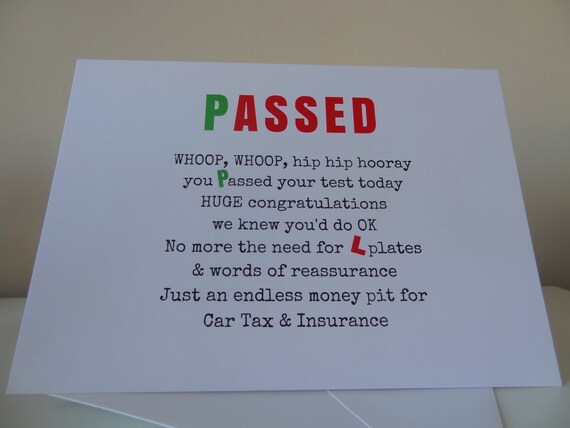 PASSED
WHOOP, WHOOP, hip hip hooray
you Passed your test today
HUGE congratulations
we knew you'd do OK
No more the need for L plates
& words of reassurance
Just an endless money pit for
Car Tax & Insurance